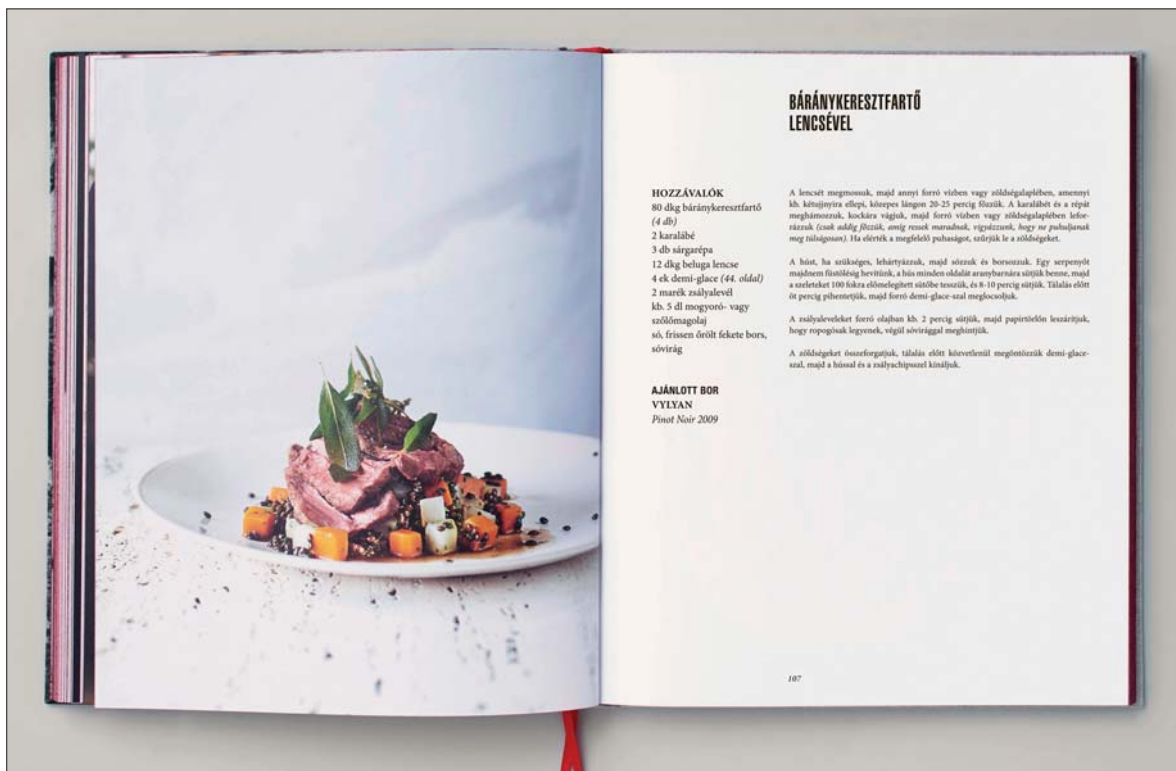 BÁRÁNYKERESZTFARTŐ
LENCSÉVEL
HOZZÁVALÓK
80 dkg báránykeresztfartő
(4 db)
2 karalábé
3 db sárgarépa
12 dkg beluga lencse
4 ek demi-glace (44. oldal)
2 marék zsályalevél
kb. 5 dl mogyoró- vagy
szőlőmagolaj
só, frissen őrölt fekete bors,
sóvirág
AJÁNLOTT BOR
VYLYAN
Pinot Noir 2009
A lencsét megmossuk, majd annyi forró vízben vagy zöldségalaplében, amennyi
kb. kétujjnyira ellepi, közepes lángon 20-25 percig főzzük. A karalábét és a répát
meghámozzuk, kockára vágjuk, majd forró vízben vagy zöldségalaplében lefor-
rázzuk (csak addig főzzük, amíg ressek maradnak, vigyázzunk, hogy ne puhuljanak
meg túlságosan). Ha elérték a megfelelő puhaságot, szűrjük le a zöldségeket.
A húst, ha szükséges, lehártyázzuk, majd sózzuk és borsozzuk. Egy serpenyőt
majdnem füstölésig hevítünk, a hús minden oldalát aranybarnára sütjük benne, majd
a szeleteket 100 fokra előmelegített sütőbe tesszük, és 8-10 percig sütjük. Tálalás előtt
öt percig pihentetjük, majd forró demi-glace-szal meglocsoljuk.
A zsályaleveleket forró olajban kb. 2 percig sütjük, majd papírtörlőn leszárítjuk,
hogy ropogósak legyenek, végül sóvirággal meghintjük.
A zöldségeket összeforgatjuk, tálalás előtt közvetlenül megöntözzük demi-glace-
szal, majd a hússal és a zsályachipsszel kínáljuk.
107